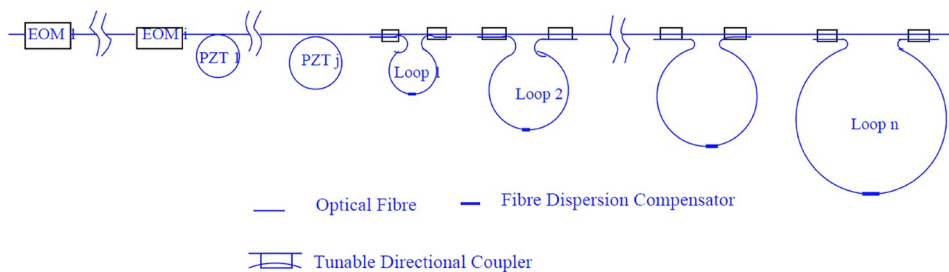 EOM 1
EOM i
PZT 1
PZT j
Loop 1
Loop 2
Loop n
Optical Fibre
Fibre Dispersion Compensator
Tunable Directional Coupler